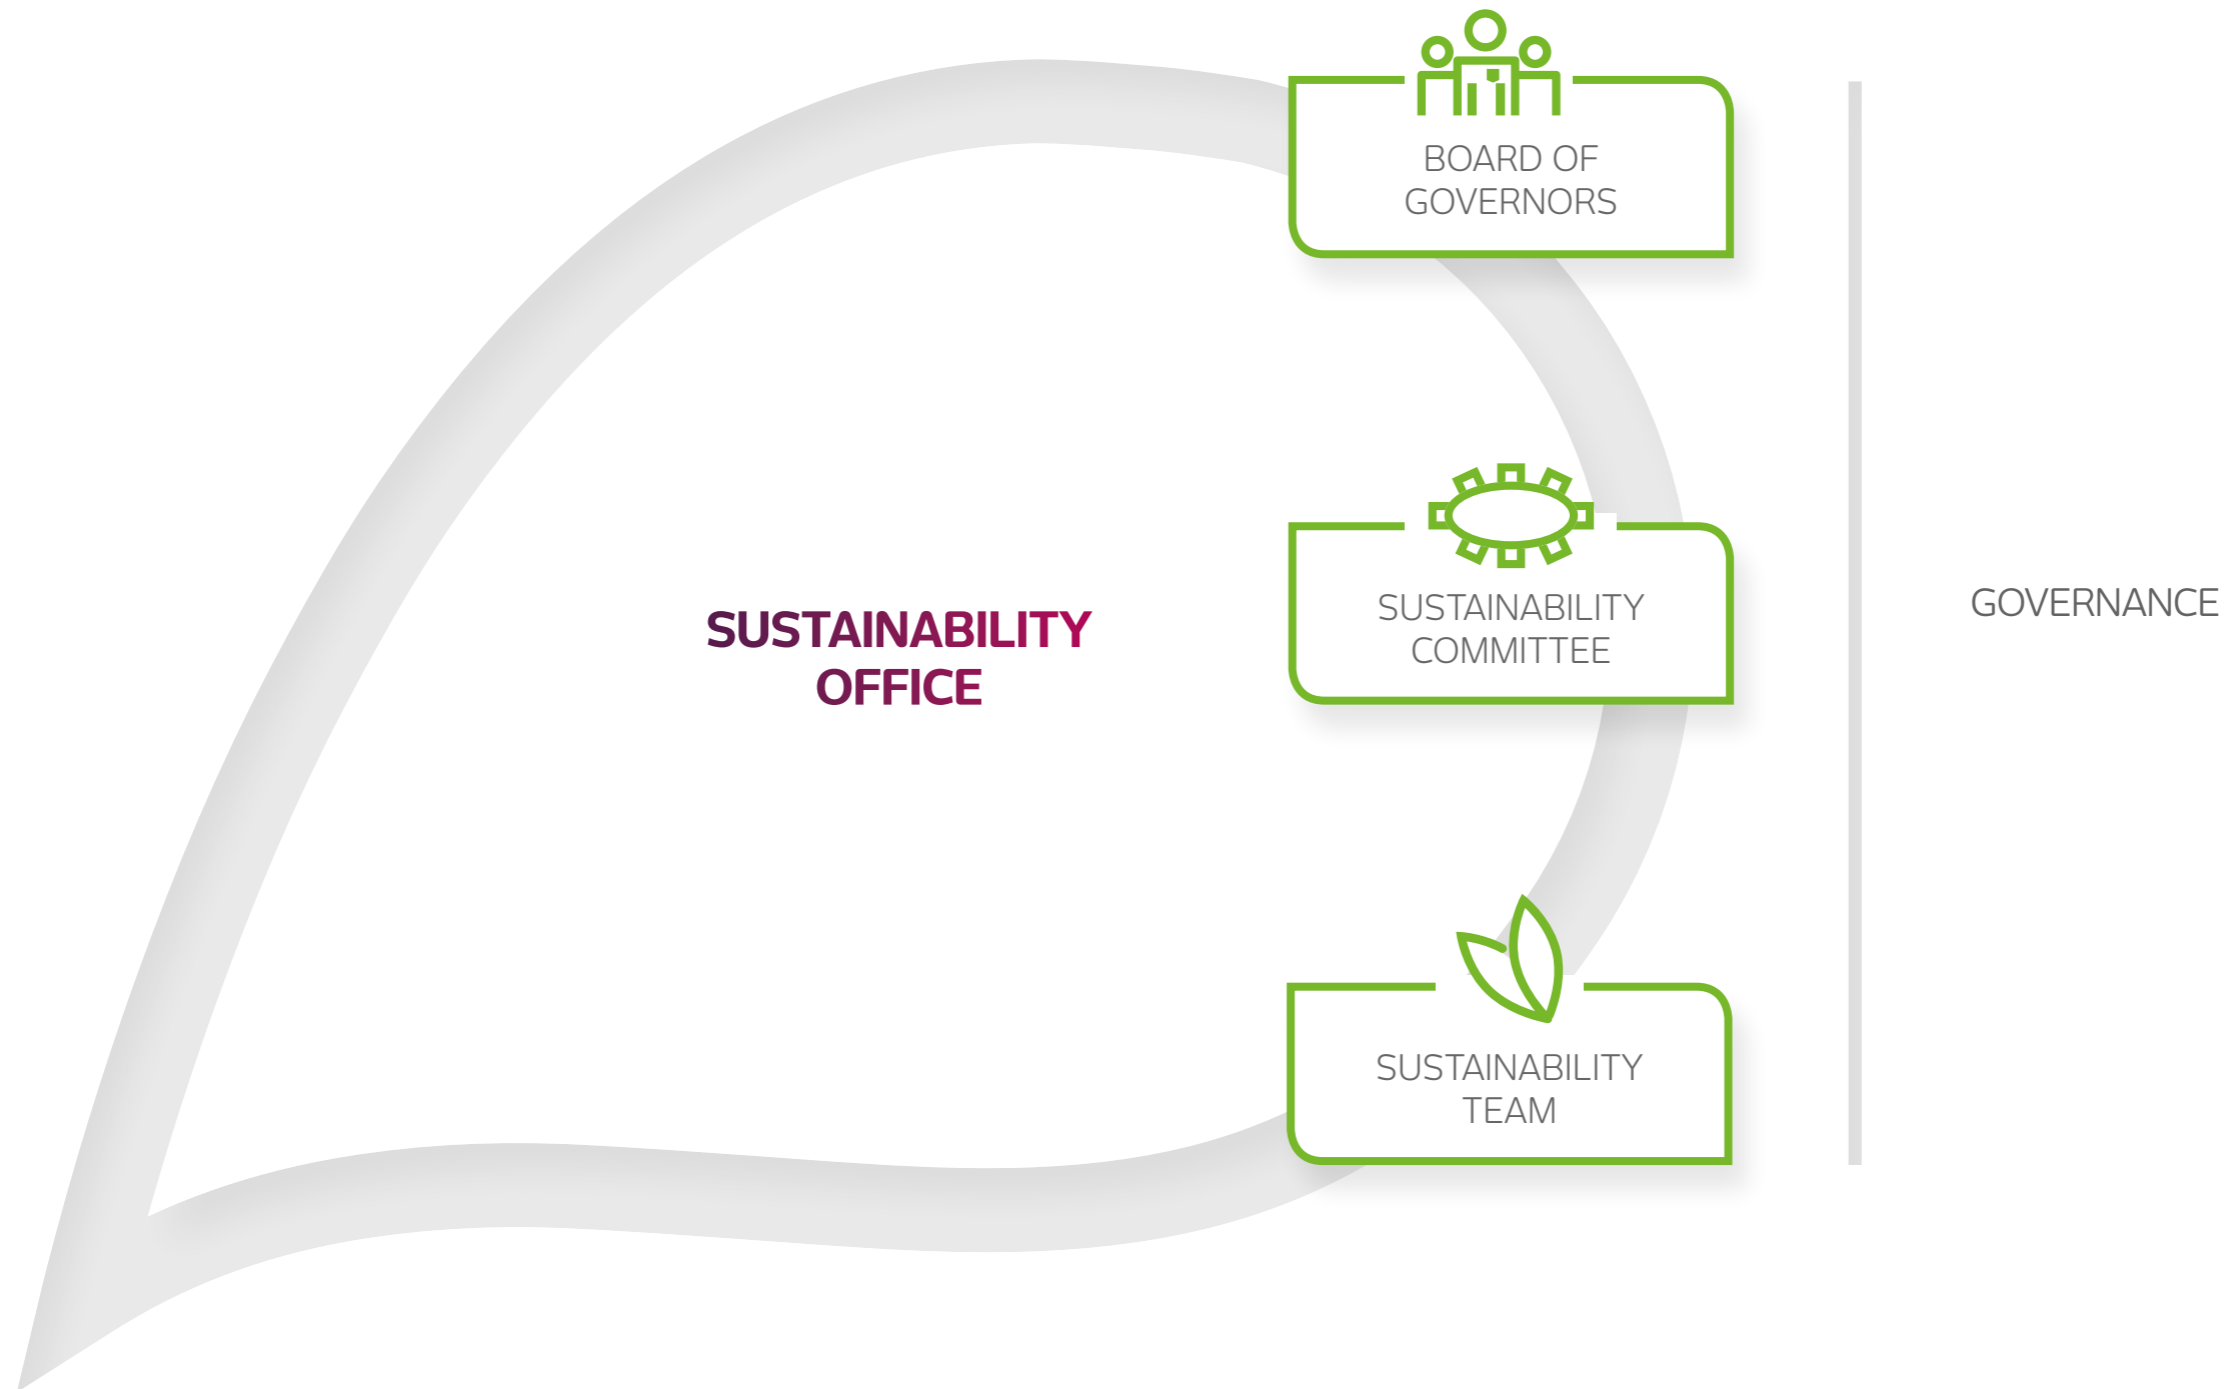 BOARD OF
GOVERNORS
SUSTAINABILITY
COMMITTEE
GOVERNANCE
SUSTAINABILITY
OFFICE
SUSTAINABILITY
TEAM